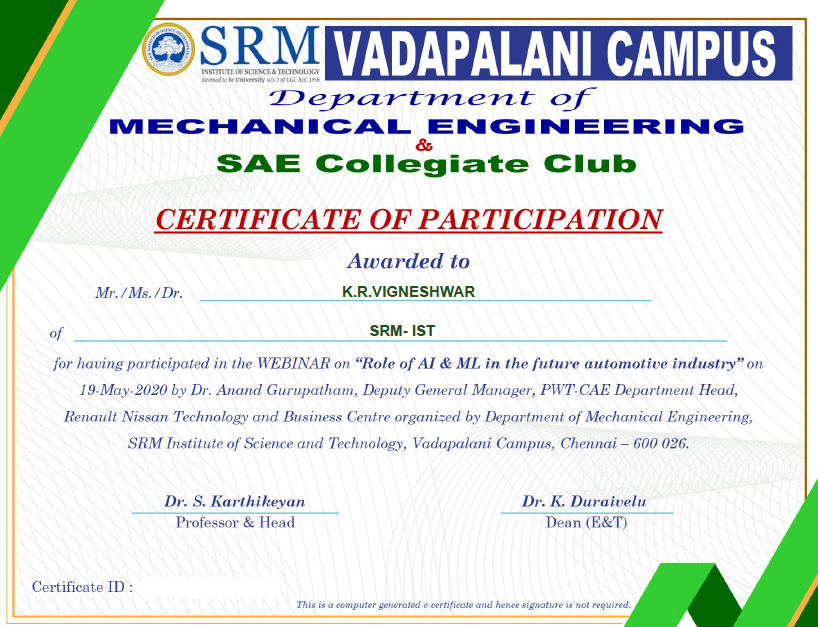 SRM
INSTITUTE OF SCIENCE & TECHNOLOGY
Deemed to be University u/s 3 of UGC Act, 1956
VADAPALANI CAMPUS
Department of
MECHANICAL ENGINEERING
&
SAE Collegiate Club
CERTIFICATE OF PARTICIPATION
Awarded to
Mr./Ms./Dr. K.R.VIGNESHWAR
of SRM- IST
for having participated in the WEBINAR on “Role of AI & ML in the future automotive industry” on
19-May-2020 by Dr. Anand Gurupatham, Deputy General Manager, PWT-CAE Department Head,
Renault Nissan Technology and Business Centre organized by Department of Mechanical Engineering,
SRM Institute of Science and Technology, Vadapalani Campus, Chennai – 600 026.
Dr. S. Karthikeyan Dr. K. Duraivelu
Professor & Head Dean (E&T)
Certificate ID :
This is a computer generated e-certificate and hence signature is not required.